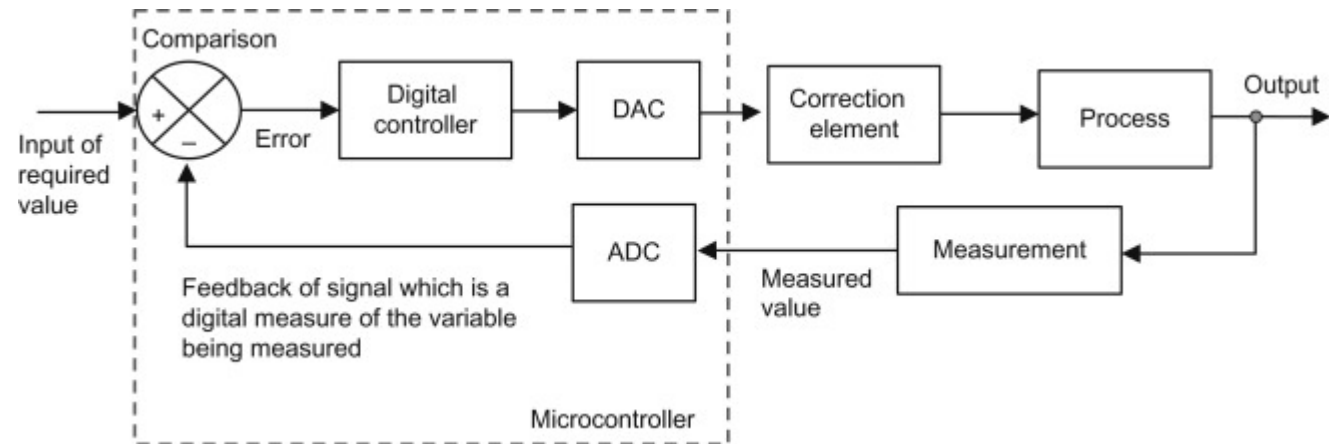 Comparison
+
–
Input of
required
value
Error
Digital
controller
DAC
Correction
element
Process
Output
ADC
Measured
value
Measurement
Feedback of signal which is a
digital measure of the variable
being measured
Microcontroller